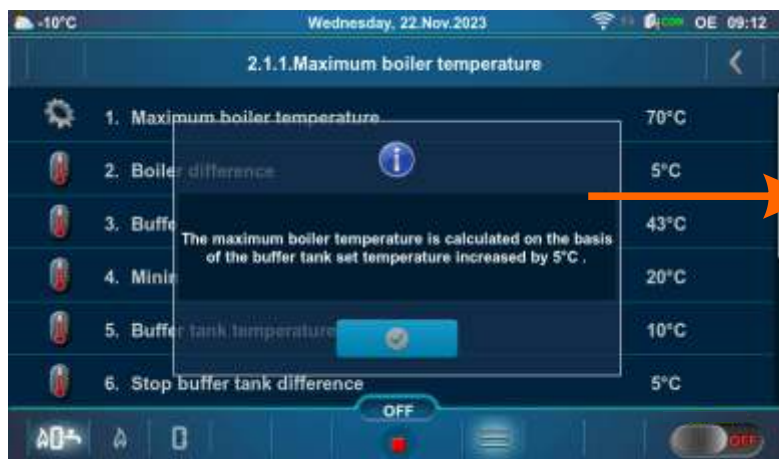 -10°C Wednesday, 22.Nov.2023 OE 09:12
2.1.1.Maximum boiler temperature
1. Maximum boiler temperature 70°C
2. Boiler difference 5°C
3. Buffe 43°C
The maximum boiler temperature is calculated on the basis
of the buffer tank set temperature increased by 5°C .
4. Minim 20°C
5. Buffer tank temperature 10°C
6. Stop buffer tank difference 5°C
OFF
OFF